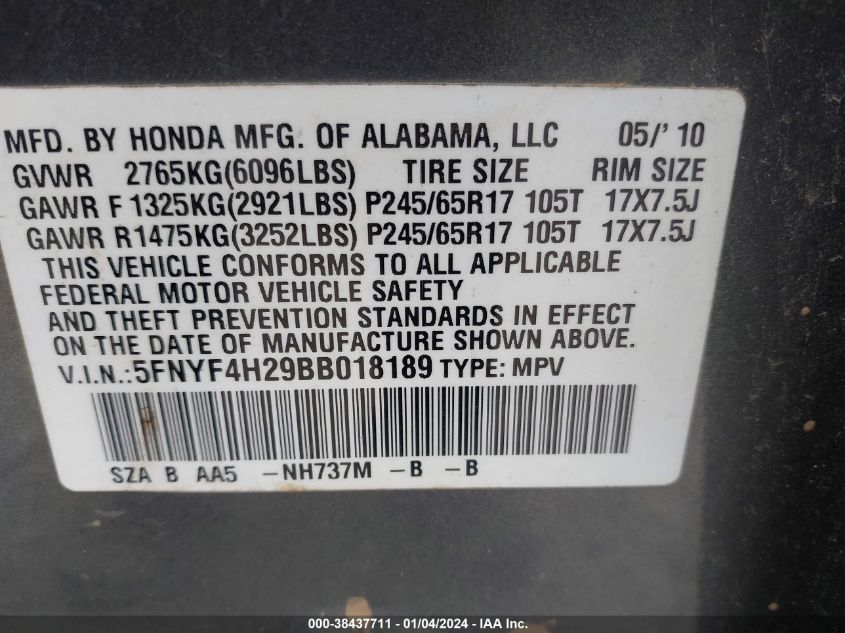 MFD. BY HONDA MFG. OF ALABAMA, LLC 05/' 10
GVWR 2765KG(6096LBS) TIRE SIZE RIM SIZE
GAWR F 1325KG(2921LBS) P245/65R17 105T 17X7.5J
GAWR R1475KG(3252LBS) P245/65R17 105T 17X7.5J
THIS VEHICLE CONFORMS TO ALL APPLICABLE
FEDERAL MOTOR VEHICLE SAFETY
AND THEFT PREVENTION STANDARDS IN EFFECT
ON THE DATE OF MANUFACTURE SHOWN ABOVE.
V.I.N.:5FNYF4H29BB018189 TYPE: MPV
SZA B AA5 -NH737M -B -B
000-38437711 - 01/04/2024 - IAA Inc.